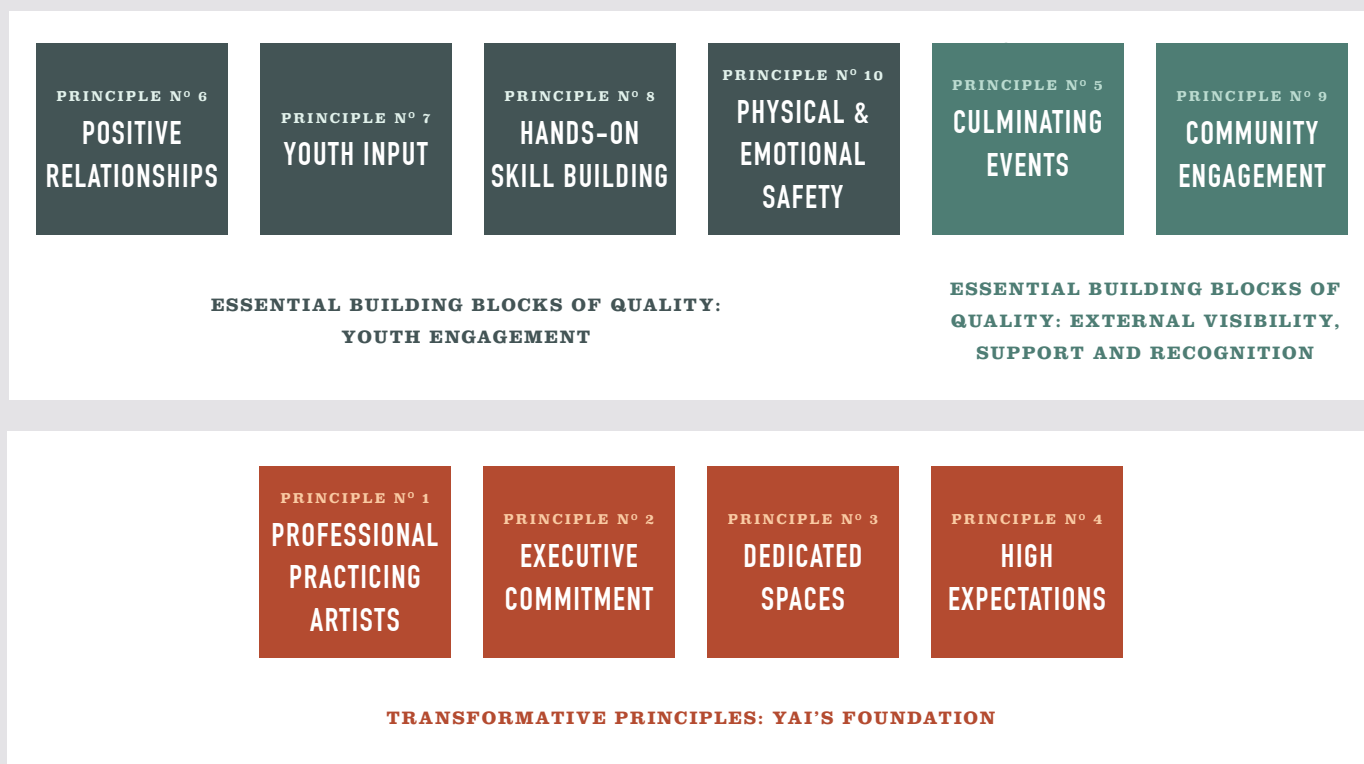 PRINCIPLE Nº 6
POSITIVE
RELATIONSHIPS
PRINCIPLE Nº 7
YOUTH INPUT
PRINCIPLE Nº 8
HANDS-ON
SKILL BUILDING
PRINCIPLE Nº 10
PHYSICAL &
EMOTIONAL
SAFETY
PRINCIPLE Nº 5
CULMINATING
EVENTS
PRINCIPLE Nº 9
COMMUNITY
ENGAGEMENT
ESSENTIAL BUILDING BLOCKS OF QUALITY:
YOUTH ENGAGEMENT
ESSENTIAL BUILDING BLOCKS OF
QUALITY: EXTERNAL VISIBILITY,
SUPPORT AND RECOGNITION
PRINCIPLE Nº 1
PROFESSIONAL
PRACTICING
ARTISTS
PRINCIPLE Nº 2
EXECUTIVE
COMMITMENT
PRINCIPLE Nº 3
DEDICATED
SPACES
PRINCIPLE Nº 4
HIGH
EXPECTATIONS
TRANSFORMATIVE PRINCIPLES: YAI’S FOUNDATION